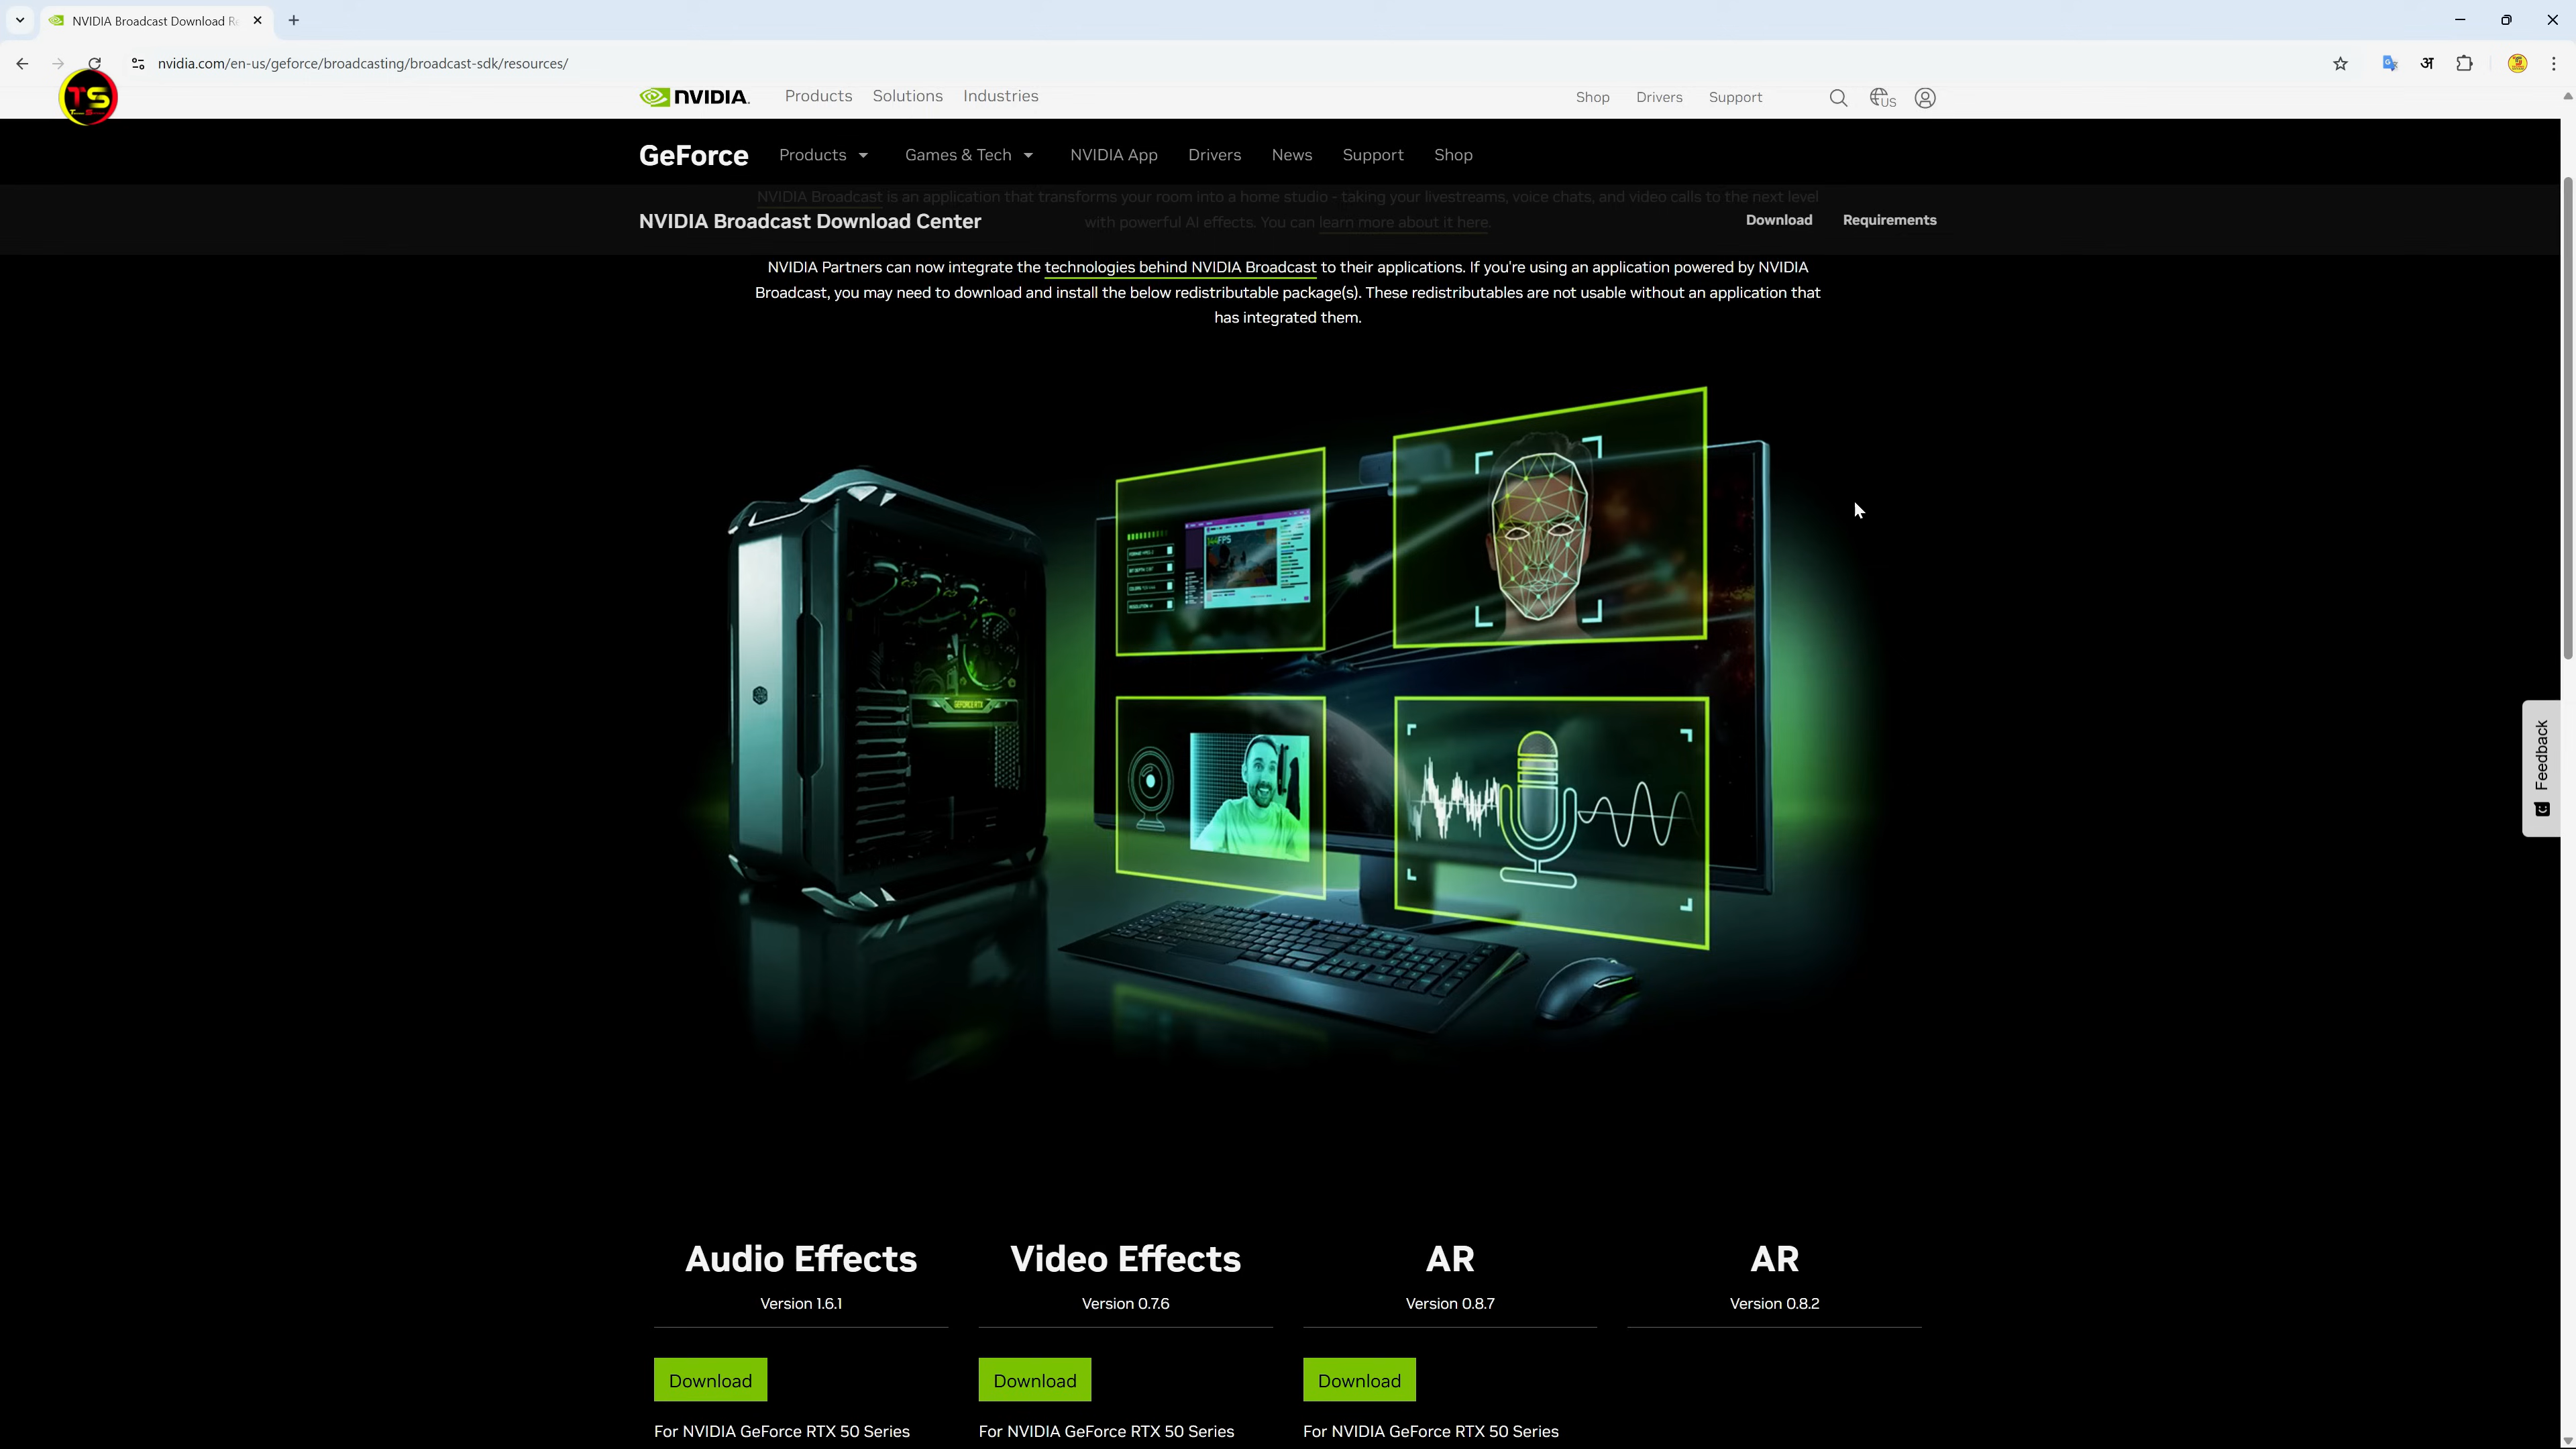 NVIDIA Broadcast Download Re
nvidia.com/en-us/geforce/broadcasting/broadcast-sdk/resources/
अ
TS
NVIDIA.
Products Solutions Industries
Shop Drivers Support
US
GeForce
Products Games & Tech NVIDIA App Drivers News Support Shop
NVIDIA Broadcast is an application that transforms your room into a home studio - taking your livestreams, voice chats, and video calls to the next level
with powerful AI effects. You can learn more about it here.
NVIDIA Broadcast Download Center
Download Requirements
NVIDIA Partners can now integrate the technologies behind NVIDIA Broadcast to their applications. If you're using an application powered by NVIDIA
Broadcast, you may need to download and install the below redistributable package(s). These redistributables are not usable without an application that
has integrated them.
144FPS
GEFORCE RTX
Feedback
Audio Effects Video Effects AR AR
Version 1.6.1 Version 0.7.6 Version 0.8.7 Version 0.8.2
Download Download Download
For NVIDIA GeForce RTX 50 Series For NVIDIA GeForce RTX 50 Series For NVIDIA GeForce RTX 50 Series